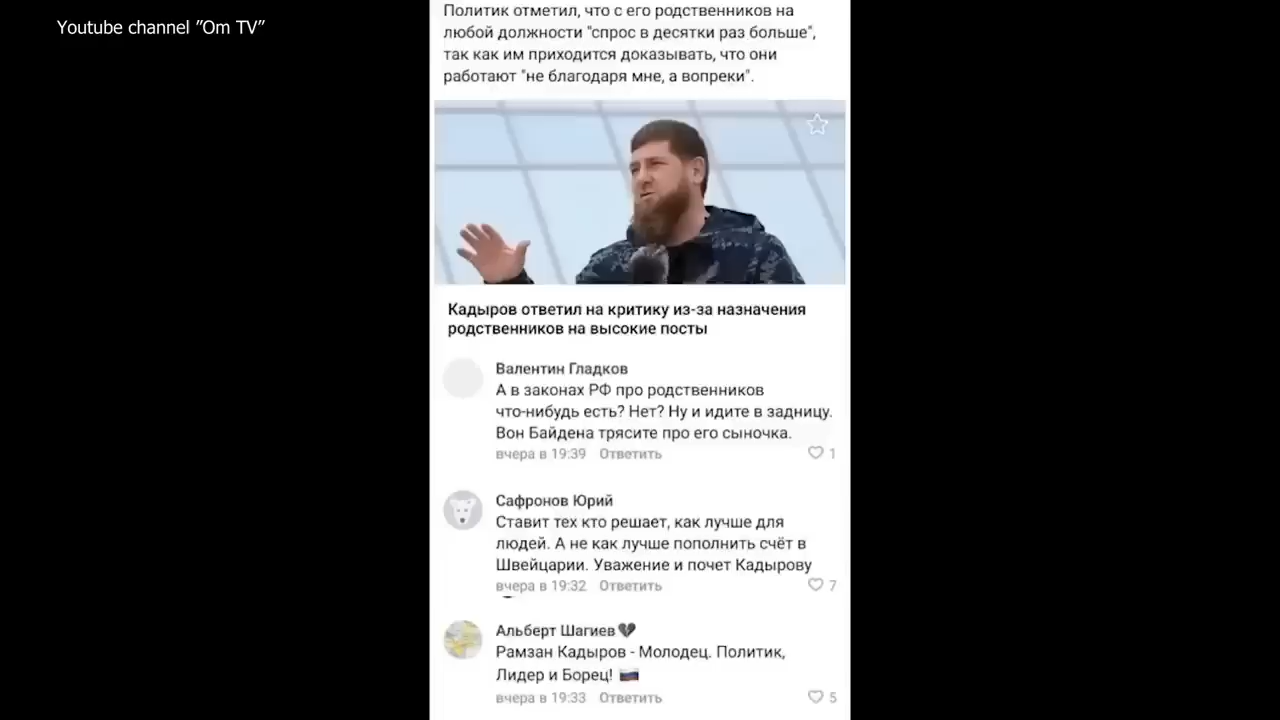 Youtube channel "Om TV"
Политик отметил, что с его родственников на
любой должности "спрос в десятки раз больше",
так как им приходится доказывать, что они
работают "не благодаря мне, а вопреки".
Кадыров ответил на критику из-за назначения
родственников на высокие посты
Валентин Гладков
А в законах РФ про родственников
что-нибудь есть? Нет? Ну и идите в задницу.
Вон Байдена трясите про его сыночка.
вчера в 19:39 Ответить 1
Сафронов Юрий
Ставит тех кто решает, как лучше для
людей. А не как лучше пополнить счёт в
Швейцарии. Уважение и почет Кадырову
вчера в 19:32 Ответить 7
Альберт Шагиев💔
Рамзан Кадыров - Молодец. Политик,
Лидер и Борец! 🇷🇺
вчера в 19:33 Ответить 5